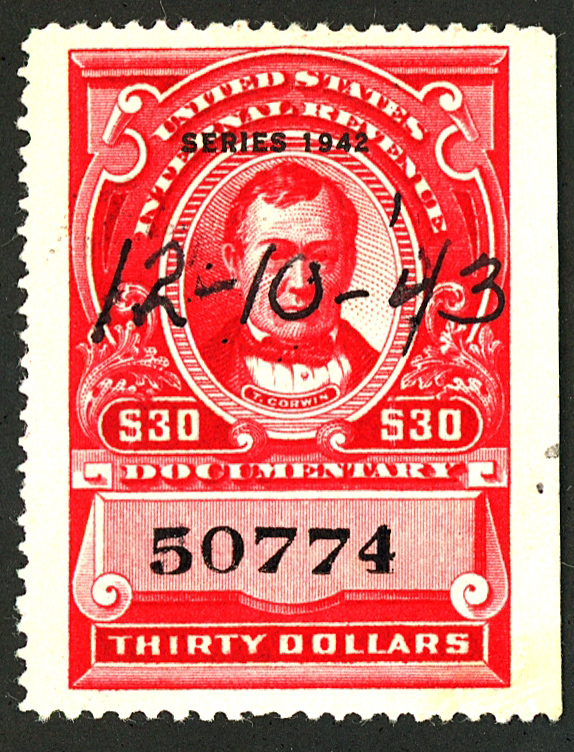 UNITED STATES
INTERNAL REVENUE
SERIES 1942
12-10-'43
T. CORWIN
$30 $30
DOCUMENTARY
50774
THIRTY DOLLARS